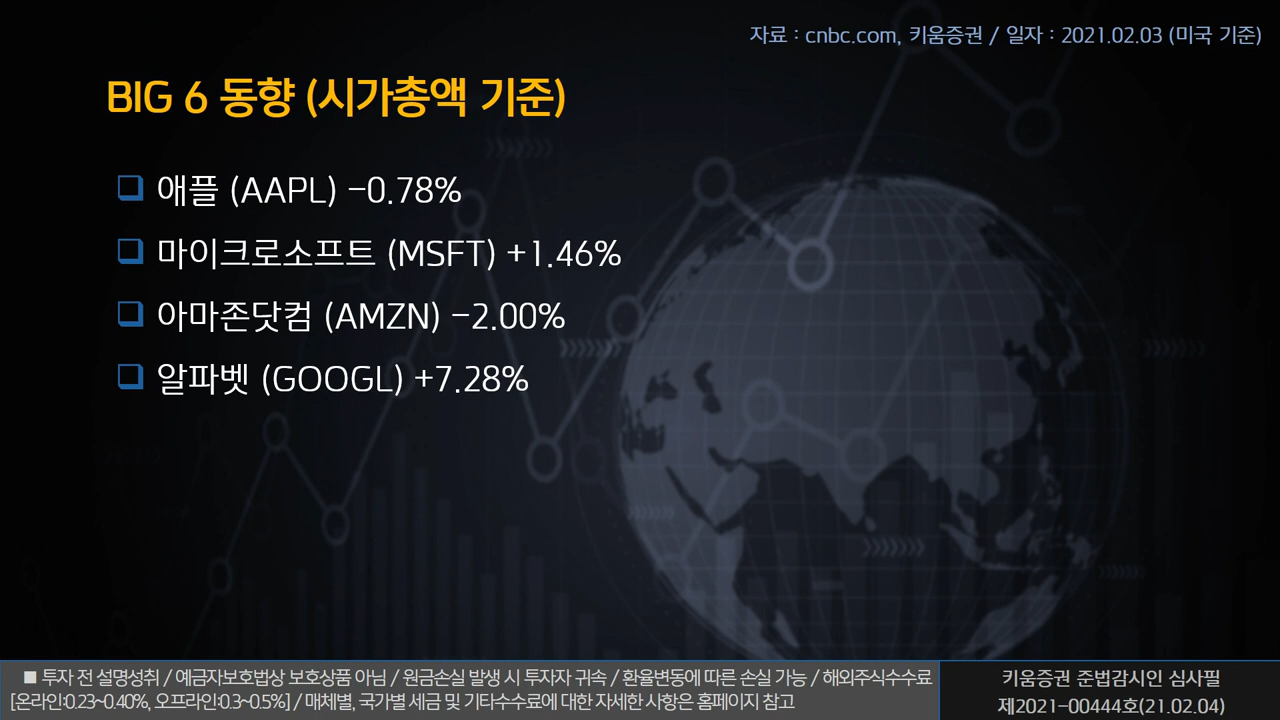 자료 : cnbc.com, 키움증권 / 일자 : 2021.02.03 (미국 기준)
BIG 6 동향 (시가총액 기준)
애플 (AAPL) -0.78%
마이크로소프트 (MSFT) +1.46%
아마존닷컴 (AMZN) -2.00%
알파벳 (GOOGL) +7.28%
■ 투자 전 설명성취 / 예금자보호법상 보호상품 아님 / 원금손실 발생 시 투자자 귀속 / 환율변동에 따른 손실 가능 / 해외주식수수료
[온라인:0.23~0.40%, 오프라인:0.3~0.5%] / 매체별, 국가별 세금 및 기타수수료에 대한 자세한 사항은 홈페이지 참고
키움증권 준법감시인 심사필
제2021-00444호(21.02.04)